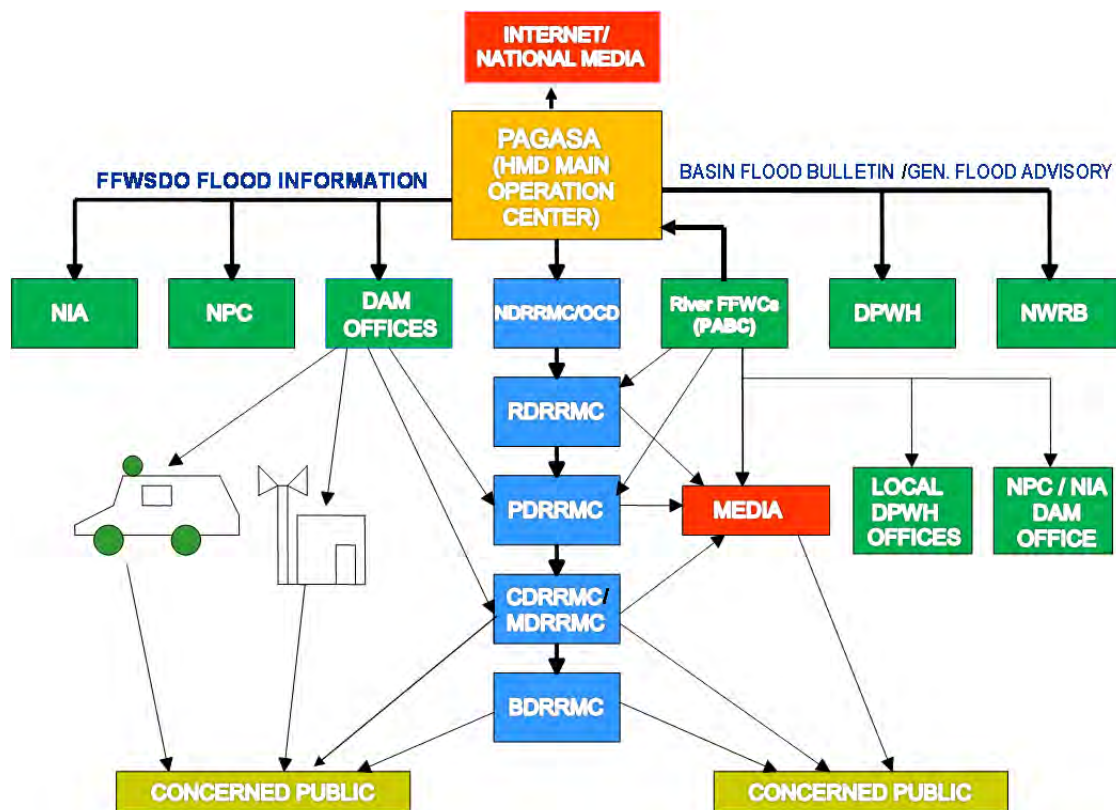 INTERNET/
NATIONAL MEDIA
PAGASA
(HMD MAIN
OPERATION
CENTER)
FFWSDO FLOOD INFORMATION
BASIN FLOOD BULLETIN /GEN. FLOOD ADVISORY
NIA
NPC
DAM
OFFICES
NDRRMC/OCD
River FFWCs
(PABC)
DPWH
NWRB
RDRRMC
PDRRMC
MEDIA
LOCAL
DPWH
OFFICES
NPC / NIA
DAM
OFFICE
CDRRMC/
MDRRMC
BDRRMC
CONCERNED PUBLIC
CONCERNED PUBLIC